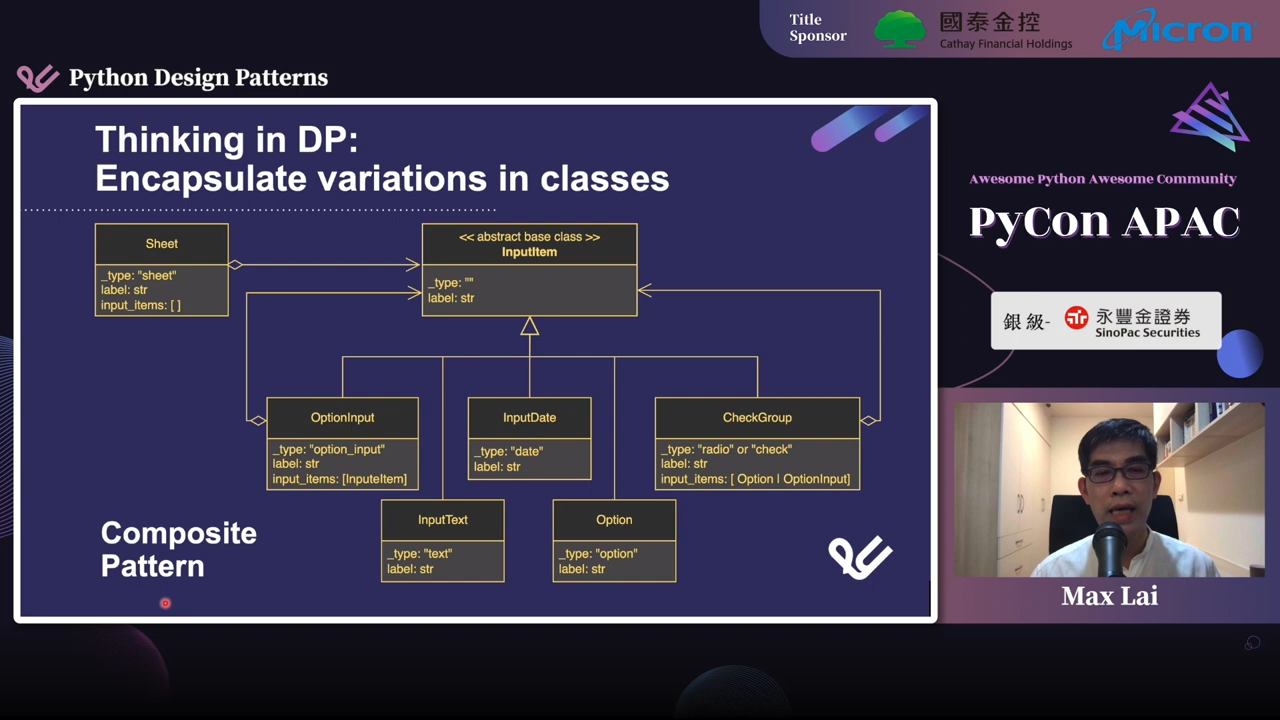 Title
Sponsor
國泰金控
Cathay Financial Holdings
Micron
Python Design Patterns
Thinking in DP:
Encapsulate variations in classes
Sheet
_type: "sheet"
label: str
input_items: [ ]
<< abstract base class >>
InputItem
_type: ""
label: str
OptionInput
_type: "option_input"
label: str
input_items: [InputeItem]
InputDate
_type: "date"
label: str
CheckGroup
_type: "radio" or "check"
label: str
input_items: [ Option | OptionInput]
InputText
_type: "text"
label: str
Option
_type: "option"
label: str
Composite
Pattern
Awesome Python Awesome Community
PyCon APAC
銀級-
永豐金證券
SinoPac Securities
Max Lai